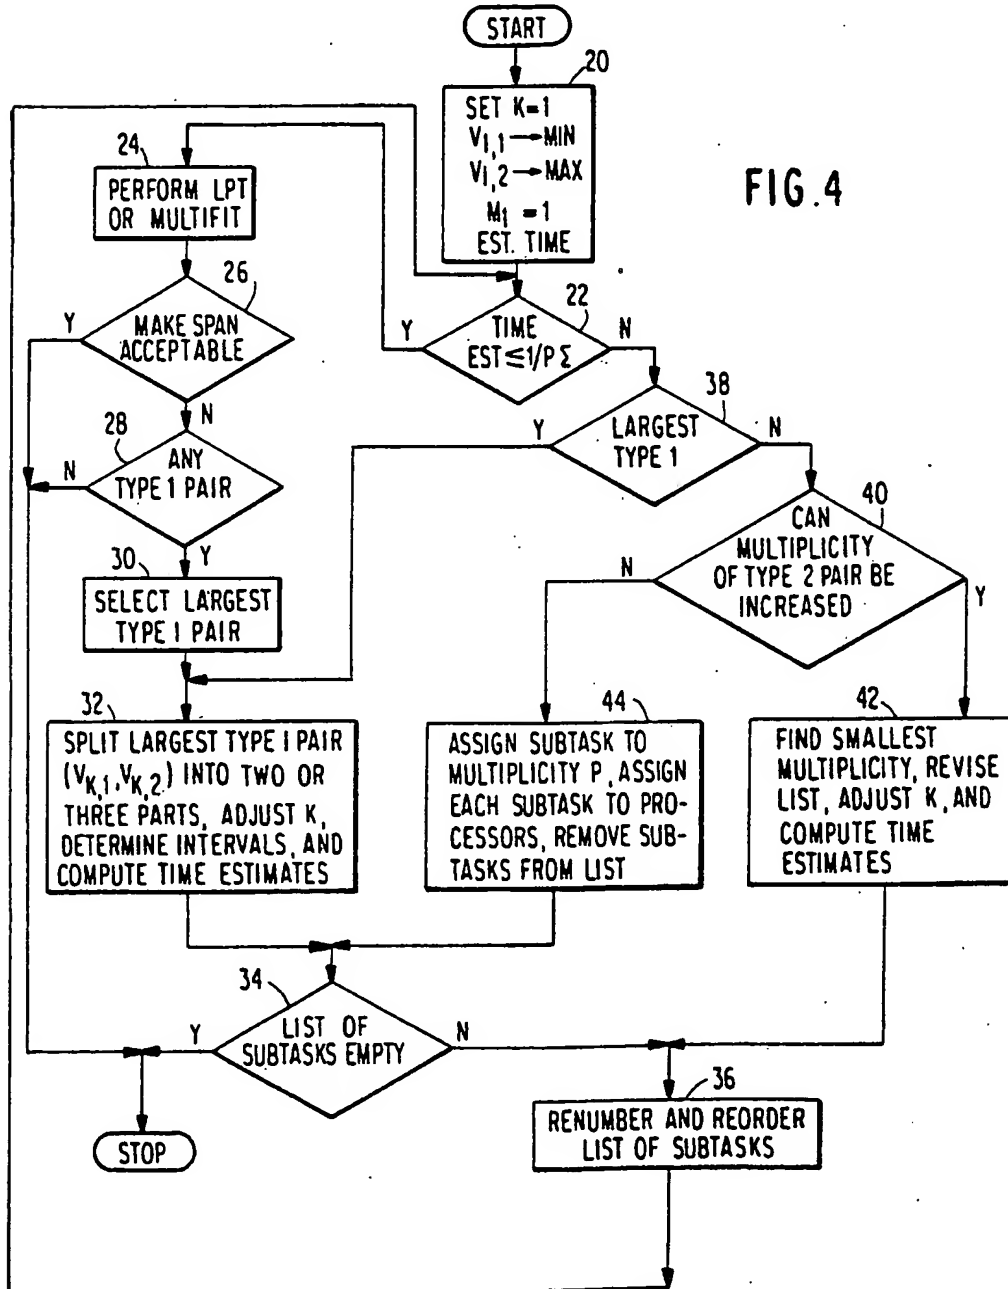 START
20
SET K=1
V1,1 → MIN
V1,2 → MAX
M1 = 1
EST. TIME
FIG.4
24
PERFORM LPT
OR MULTIFIT
26
Y
MAKE SPAN
ACCEPTABLE
N
22
Y
TIME
EST ≤ 1/P Σ
N
38
Y
LARGEST
TYPE 1
N
28
N
ANY
TYPE 1 PAIR
Y
40
CAN
MULTIPLICITY
OF TYPE 2 PAIR BE
INCREASED
N
Y
30
SELECT LARGEST
TYPE 1 PAIR
32
SPLIT LARGEST TYPE 1 PAIR
(VK,1, VK,2) INTO TWO OR
THREE PARTS, ADJUST K,
DETERMINE INTERVALS, AND
COMPUTE TIME ESTIMATES
44
ASSIGN SUBTASK TO
MULTIPLICITY P, ASSIGN
EACH SUBTASK TO PRO-
CESSORS, REMOVE SUB-
TASKS FROM LIST
42
FIND SMALLEST
MULTIPLICITY, REVISE
LIST, ADJUST K, AND
COMPUTE TIME
ESTIMATES
34
Y
LIST OF
SUBTASKS EMPTY
N
36
RENUMBER AND REORDER
LIST OF SUBTASKS
STOP